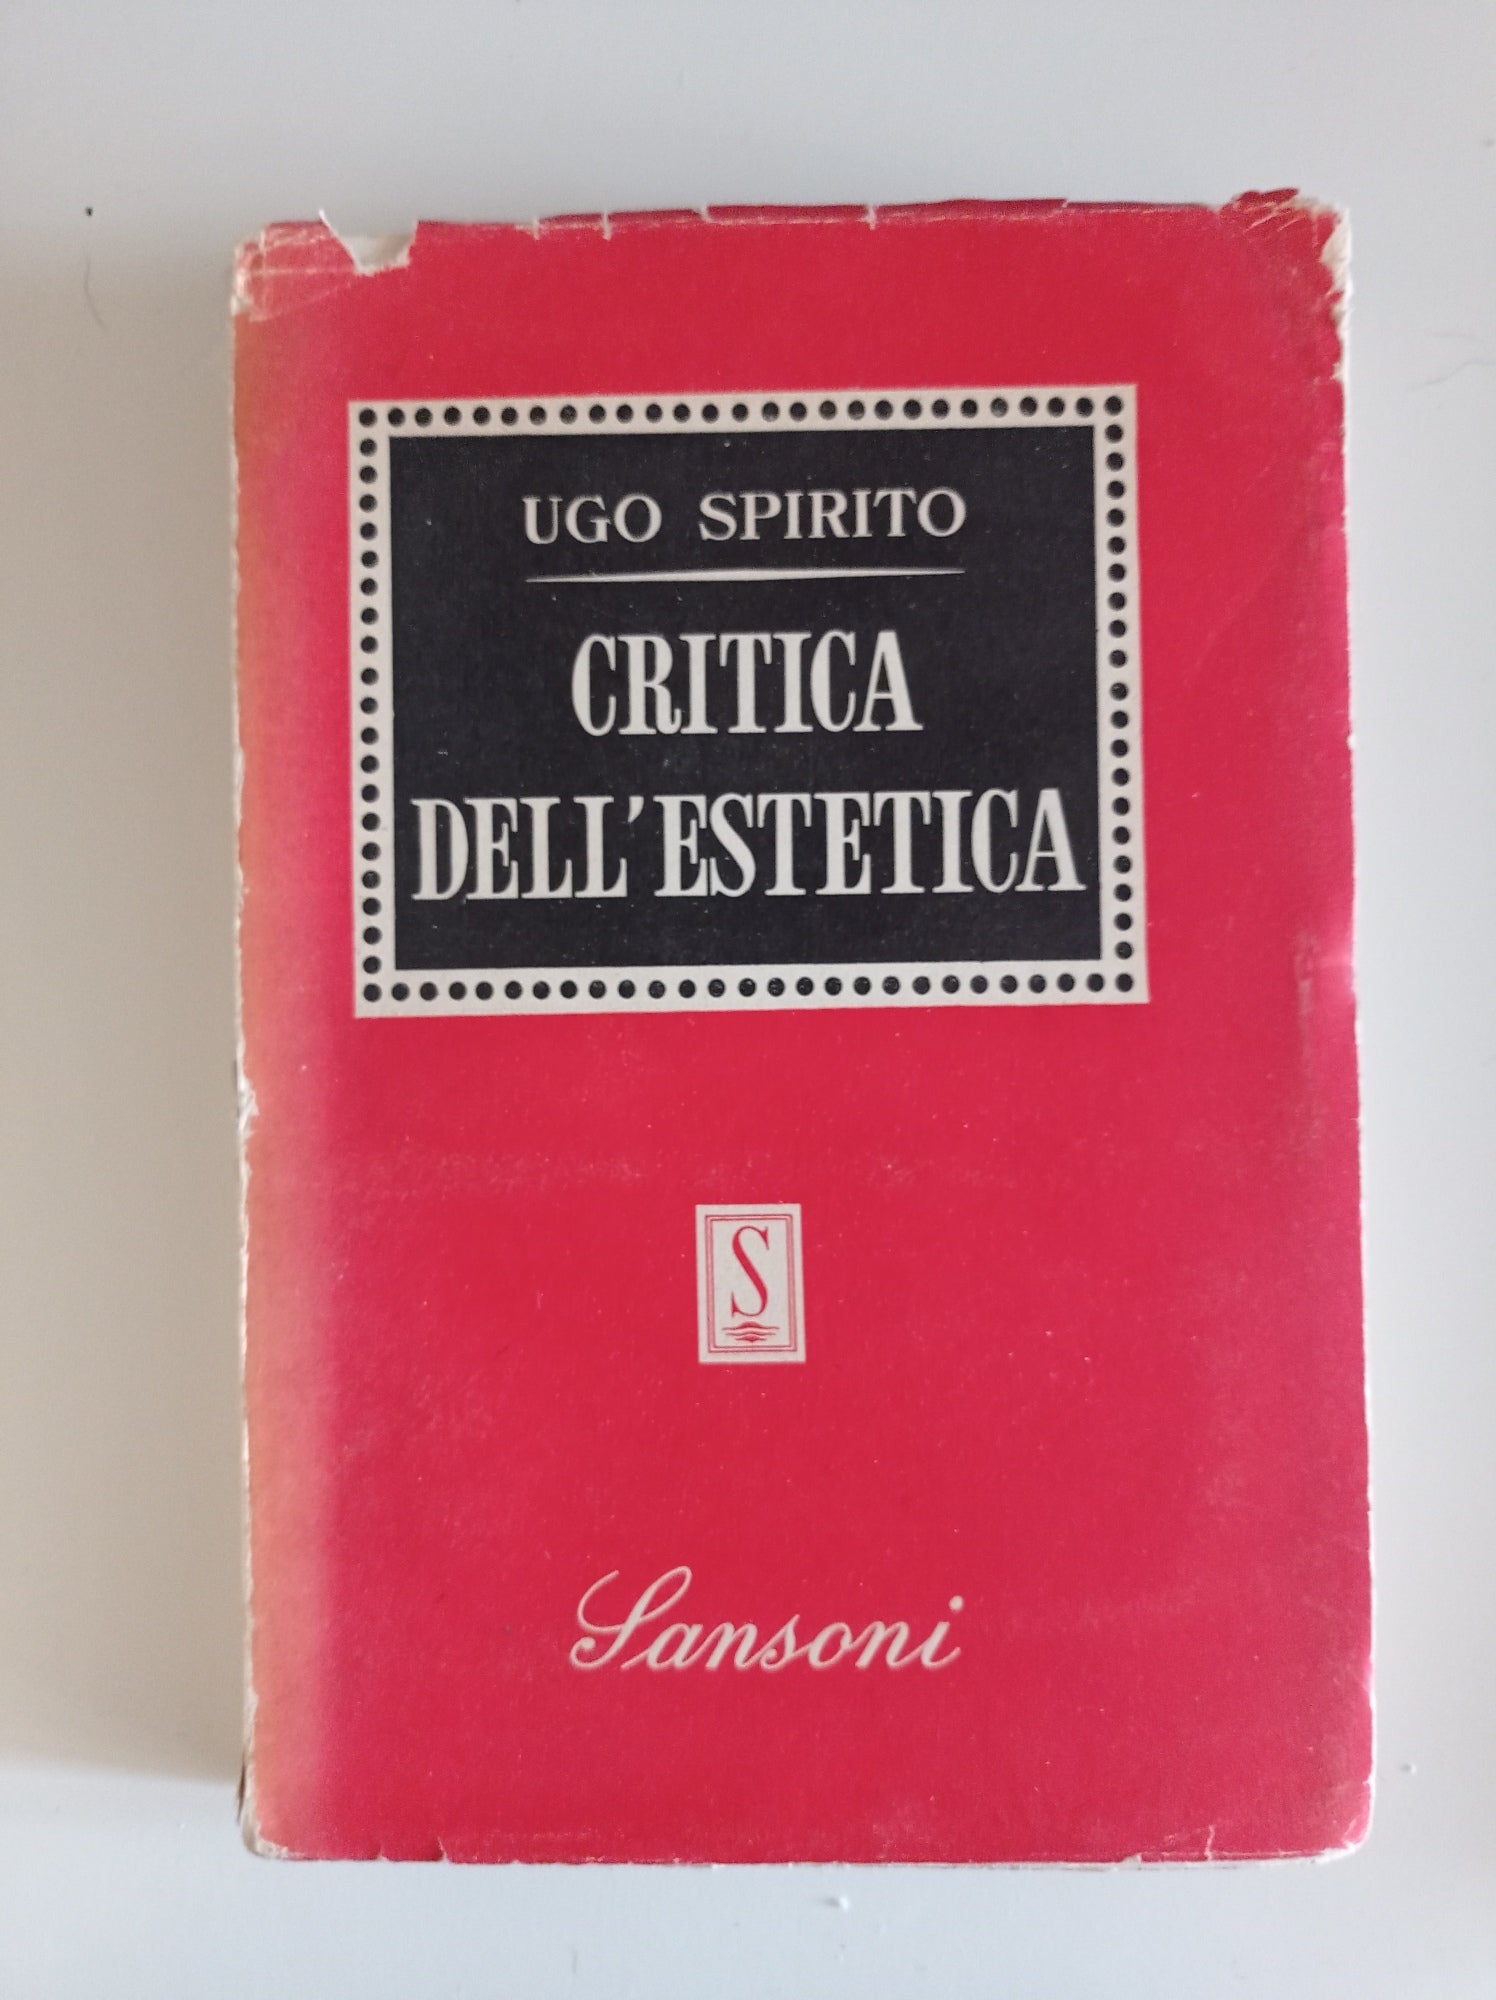 UGO SPIRITO
CRITICA
DELL'ESTETICA
S
Sansoni